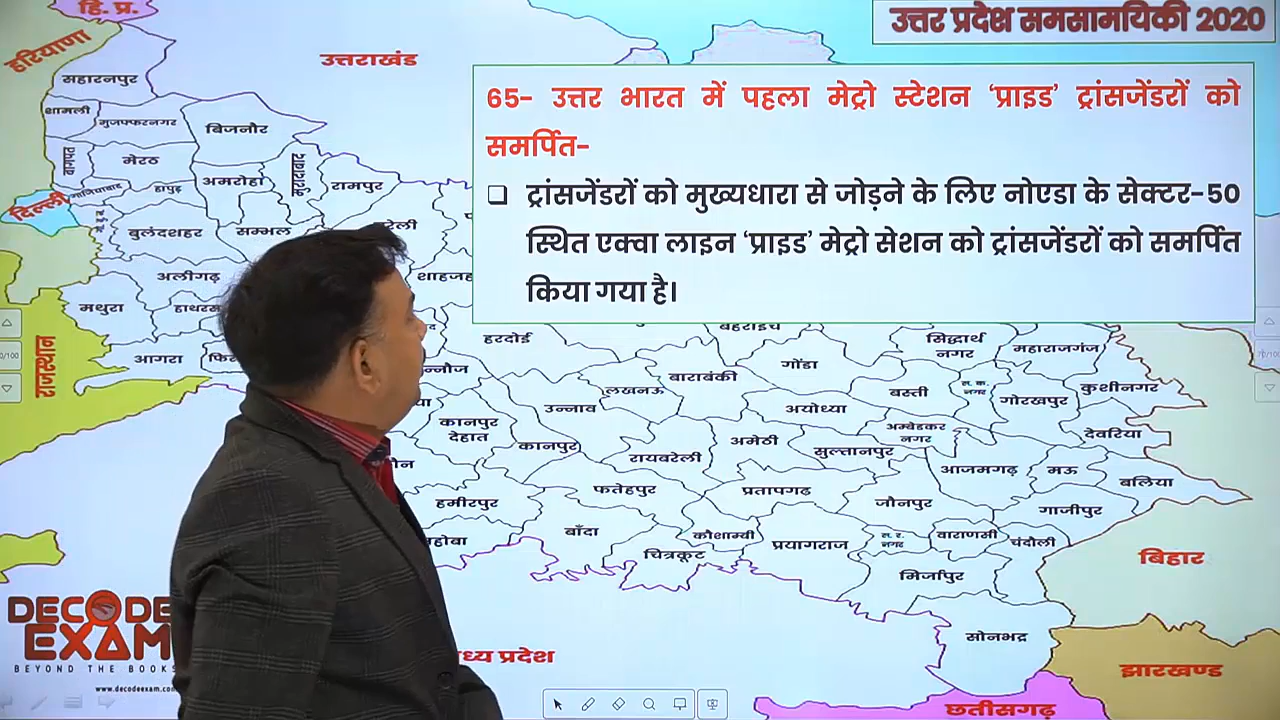 हि. प्र.
उत्तर प्रदेश समसामयिकी 2020
हरियाणा
उत्तराखंड
सहारनपुर
शामली
मुजफ्फरनगर
बिजनौर
65- उत्तर भारत में पहला मेट्रो स्टेशन ‘प्राइड’ ट्रांसजेंडरों को
समर्पित-
❑ ट्रांसजेंडरों को मुख्यधारा से जोड़ने के लिए नोएडा के सेक्टर-50
स्थित एक्वा लाइन ‘प्राइड’ मेट्रो सेशन को ट्रांसजेंडरों को समर्पित
किया गया है।
बागपत
मेरठ
हापुड़
अमरोहा
मुरादाबाद
रामपुर
दिल्ली
गाजियाबाद
बुलंदशहर
सम्भल
रेली
अलीगढ़
शाहजह
मथुरा
हाथरस
राजस्थान
आगरा
फिर
हरदोई
बहराइच
सिद्धार्थ
नगर
महाराजगंज
न्नौज
लखनऊ
बाराबंकी
गोंडा
बस्ती
स. क.
नगर
गोरखपुर
कुशीनगर
या
कानपुर
देहात
उन्नाव
कानपुर
अयोध्या
अम्बेडकर
नगर
देवरिया
रायबरेली
अमेठी
सुल्तानपुर
आजमगढ़
मऊ
बलिया
ौन
हमीरपुर
फतेहपुर
प्रतापगढ़
जौनपुर
गाजीपुर
होबा
बाँदा
कौशाम्बी
चित्रकूट
प्रयागराज
स. र.
नगर
वाराणसी
चंदौली
मिर्जापुर
बिहार
सोनभद्र
ध्य प्रदेश
झारखण्ड
छत्तीसगढ़
DECODE
EXAM
BEYOND THE BOOKS
www.decodeexam.com